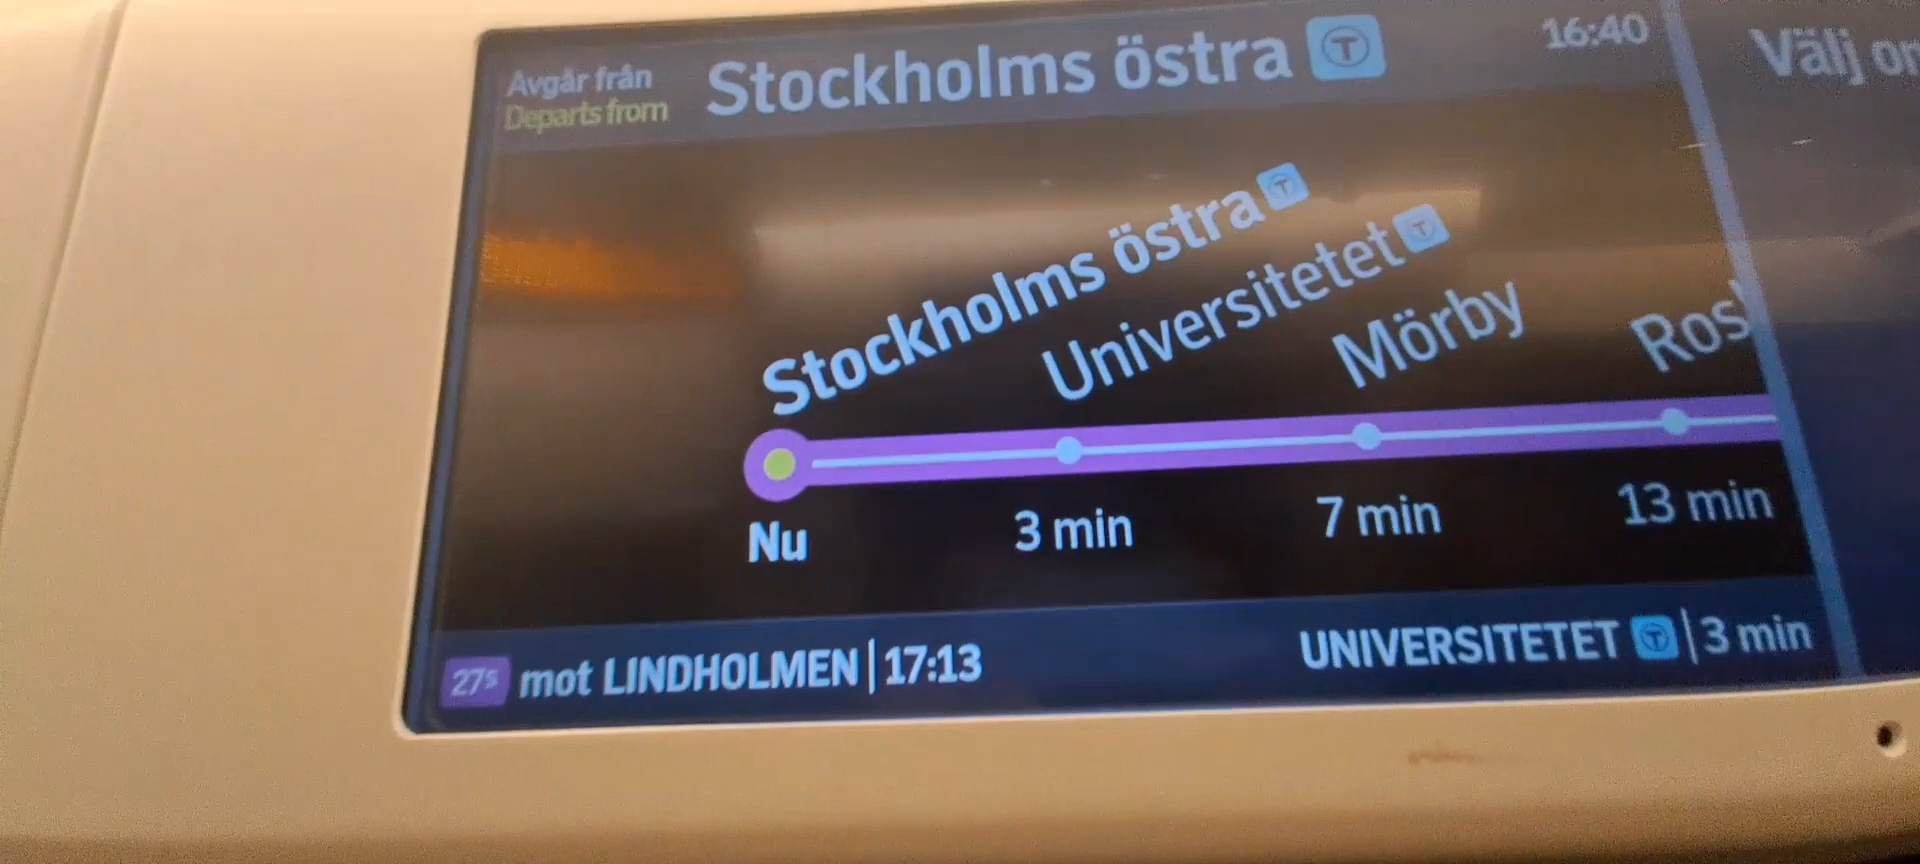 Avgår från
Departs from
Stockholms östra T
16:40
Välj
Stockholms östra T
Universitetet T
Mörby
Nu
3 min
7 min
13 min
27s mot LINDHOLMEN | 17:13
UNIVERSITETET T | 3 min